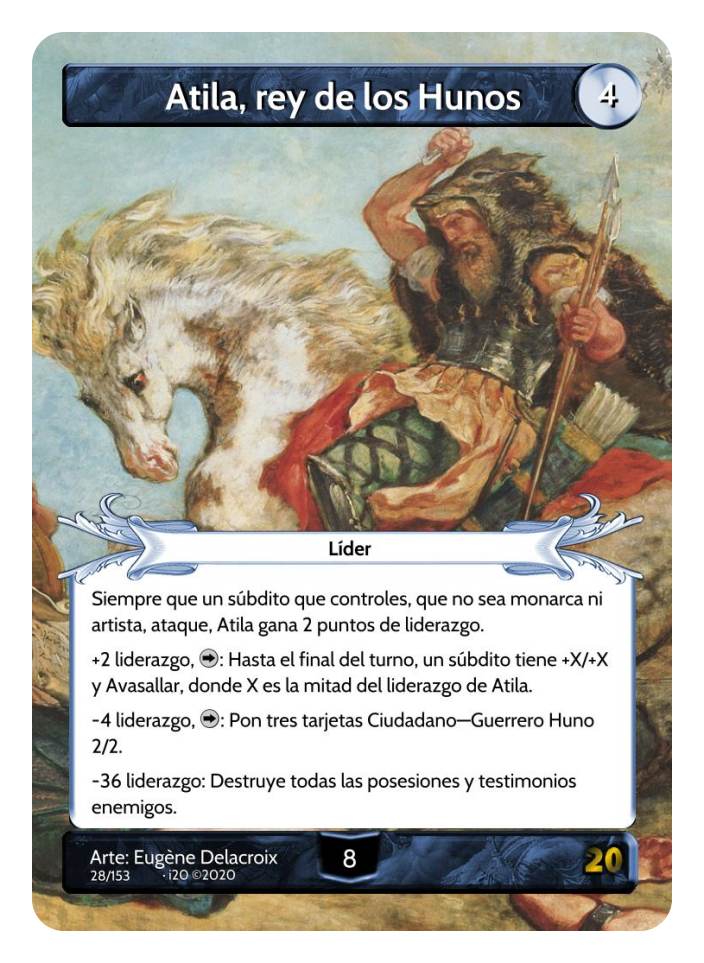 Atila, rey de los Hunos
4
Líder
Siempre que un súbdito que controles, que no sea monarca ni
artista, ataque, Atila gana 2 puntos de liderazgo.
+2 liderazgo, ➡: Hasta el final del turno, un súbdito tiene +X/+X
y Avasallar, donde X es la mitad del liderazgo de Atila.
-4 liderazgo, ➡: Pon tres tarjetas Ciudadano—Guerrero Huno
2/2.
-36 liderazgo: Destruye todas las posesiones y testimonios
enemigos.
Arte: Eugène Delacroix
8
20
28/153 · i20 ©2020